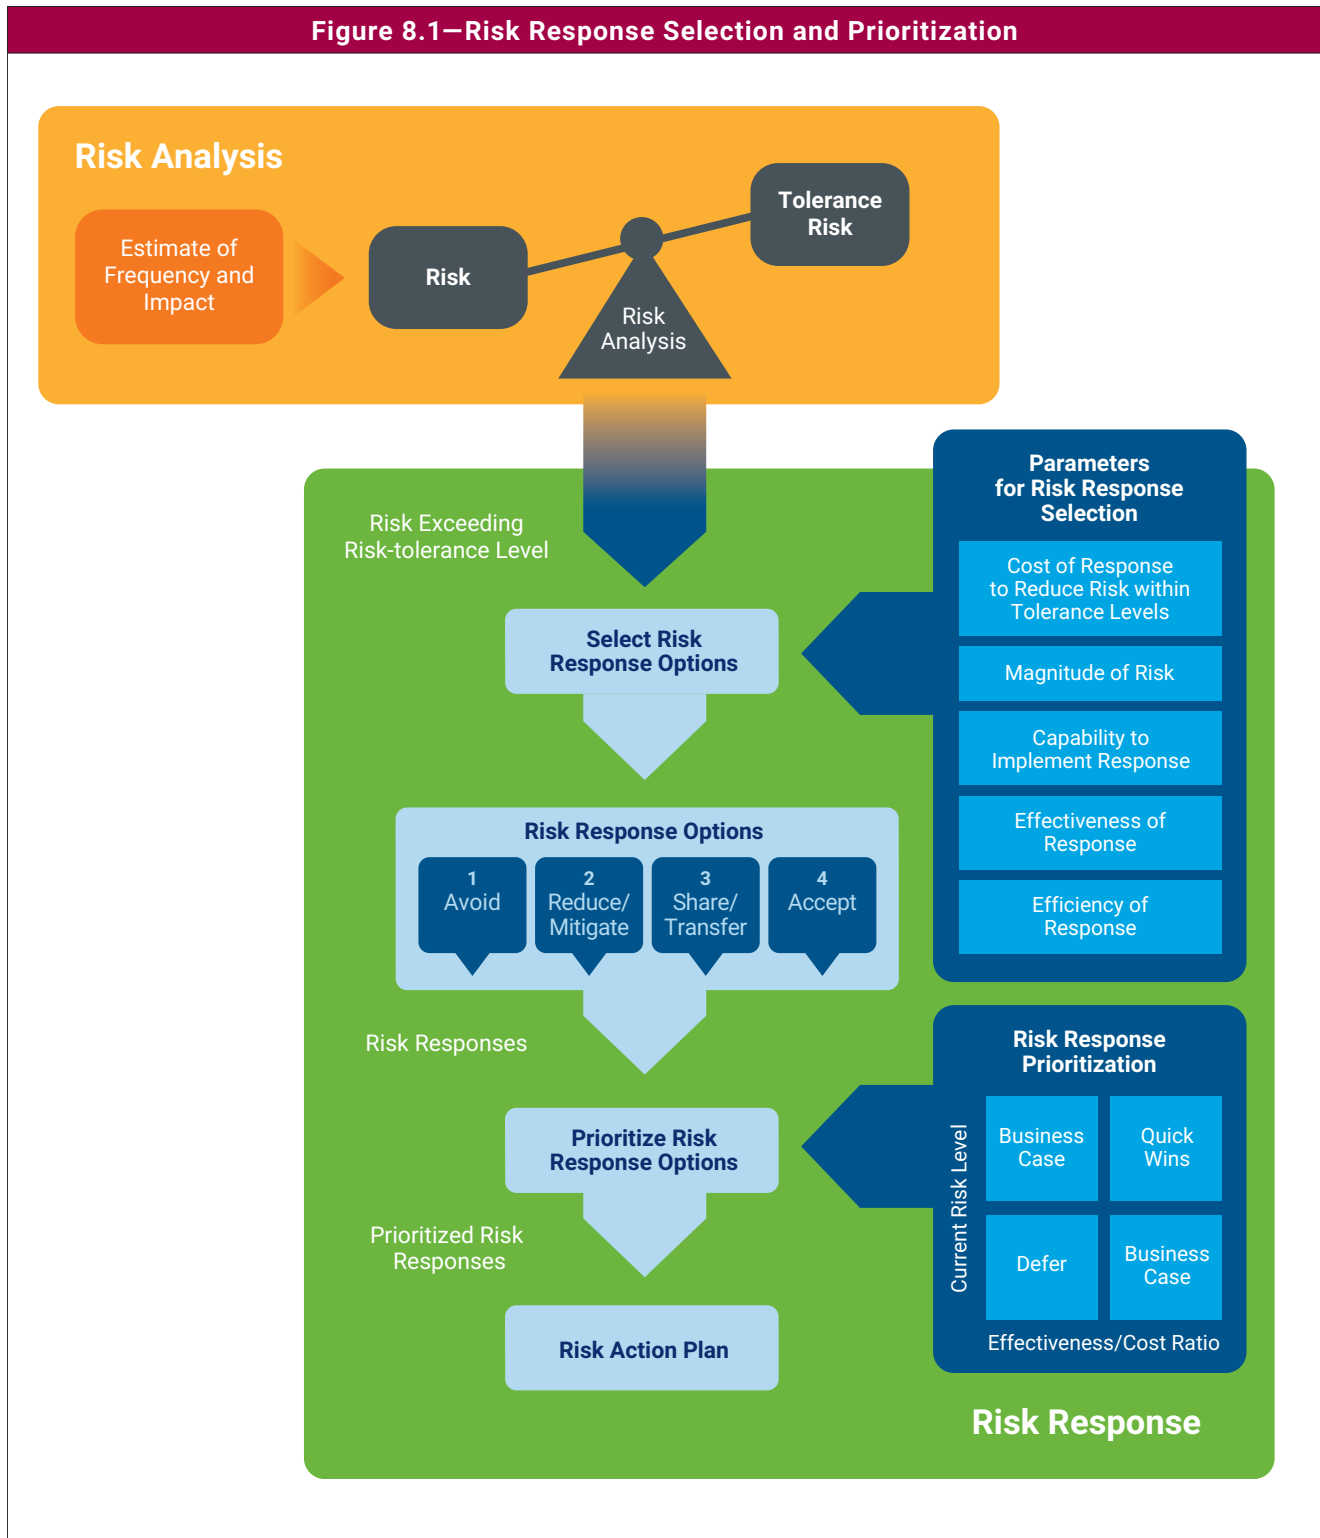 Figure 8.1—Risk Response Selection and Prioritization
Risk Analysis
Estimate of
Frequency and
Impact
Risk
Tolerance
Risk
Risk
Analysis
Risk Exceeding
Risk-tolerance Level
Select Risk
Response Options
Parameters
for Risk Response
Selection
Cost of Response
to Reduce Risk within
Tolerance Levels
Magnitude of Risk
Capability to
Implement Response
Effectiveness of
Response
Efficiency of
Response
Risk Response Options
1
Avoid
2
Reduce/
Mitigate
3
Share/
Transfer
4
Accept
Risk Responses
Prioritize Risk
Response Options
Risk Response
Prioritization
Current Risk Level
Business
Case
Quick
Wins
Defer
Business
Case
Effectiveness/Cost Ratio
Prioritized Risk
Responses
Risk Action Plan
Risk Response